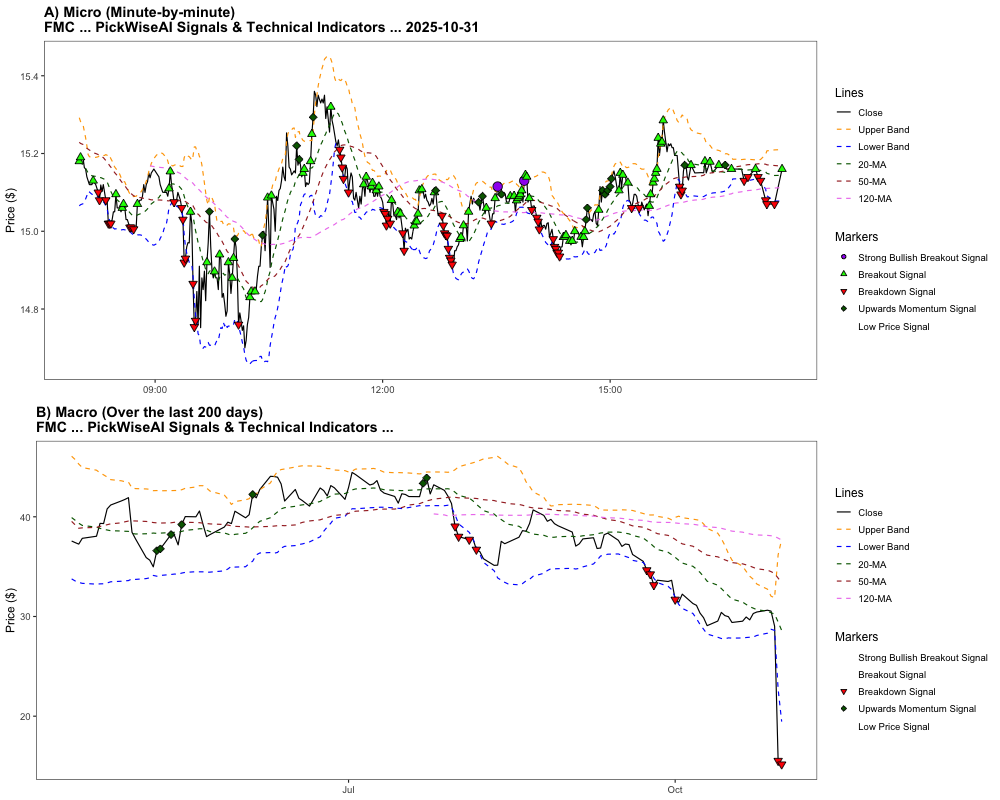 A) Micro (Minute-by-minute)
FMC ... PickWiseAI Signals & Technical Indicators ... 2025-10-31
Price ($)
15.4
15.2
15.0
14.8
09:00
12:00
15:00
Lines
Close
Upper Band
Lower Band
20-MA
50-MA
120-MA
Markers
Strong Bullish Breakout Signal
Breakout Signal
Breakdown Signal
Upwards Momentum Signal
Low Price Signal
B) Macro (Over the last 200 days)
FMC ... PickWiseAI Signals & Technical Indicators ...
Price ($)
40
30
20
Jul
Oct
Lines
Close
Upper Band
Lower Band
20-MA
50-MA
120-MA
Markers
Strong Bullish Breakout Signal
Breakout Signal
Breakdown Signal
Upwards Momentum Signal
Low Price Signal